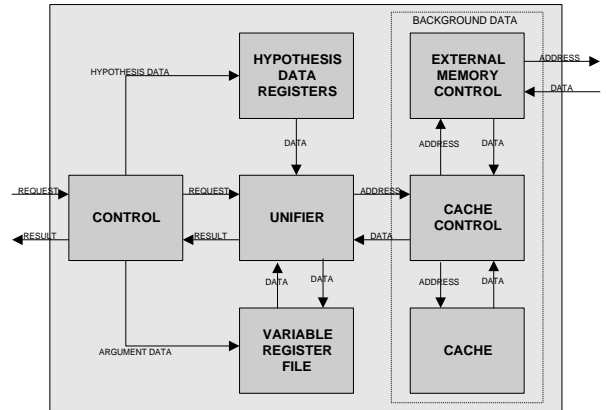 BACKGROUND DATA
HYPOTHESIS
DATA
REGISTERS
EXTERNAL
MEMORY
CONTROL
ADDRESS
DATA
HYPOTHESIS DATA
DATA
ADDRESS
DATA
REQUEST
CONTROL
REQUEST
UNIFIER
ADDRESS
CACHE
CONTROL
RESULT
RESULT
DATA
DATA
DATA
ADDRESS
DATA
VARIABLE
REGISTER
FILE
CACHE
ARGUMENT DATA